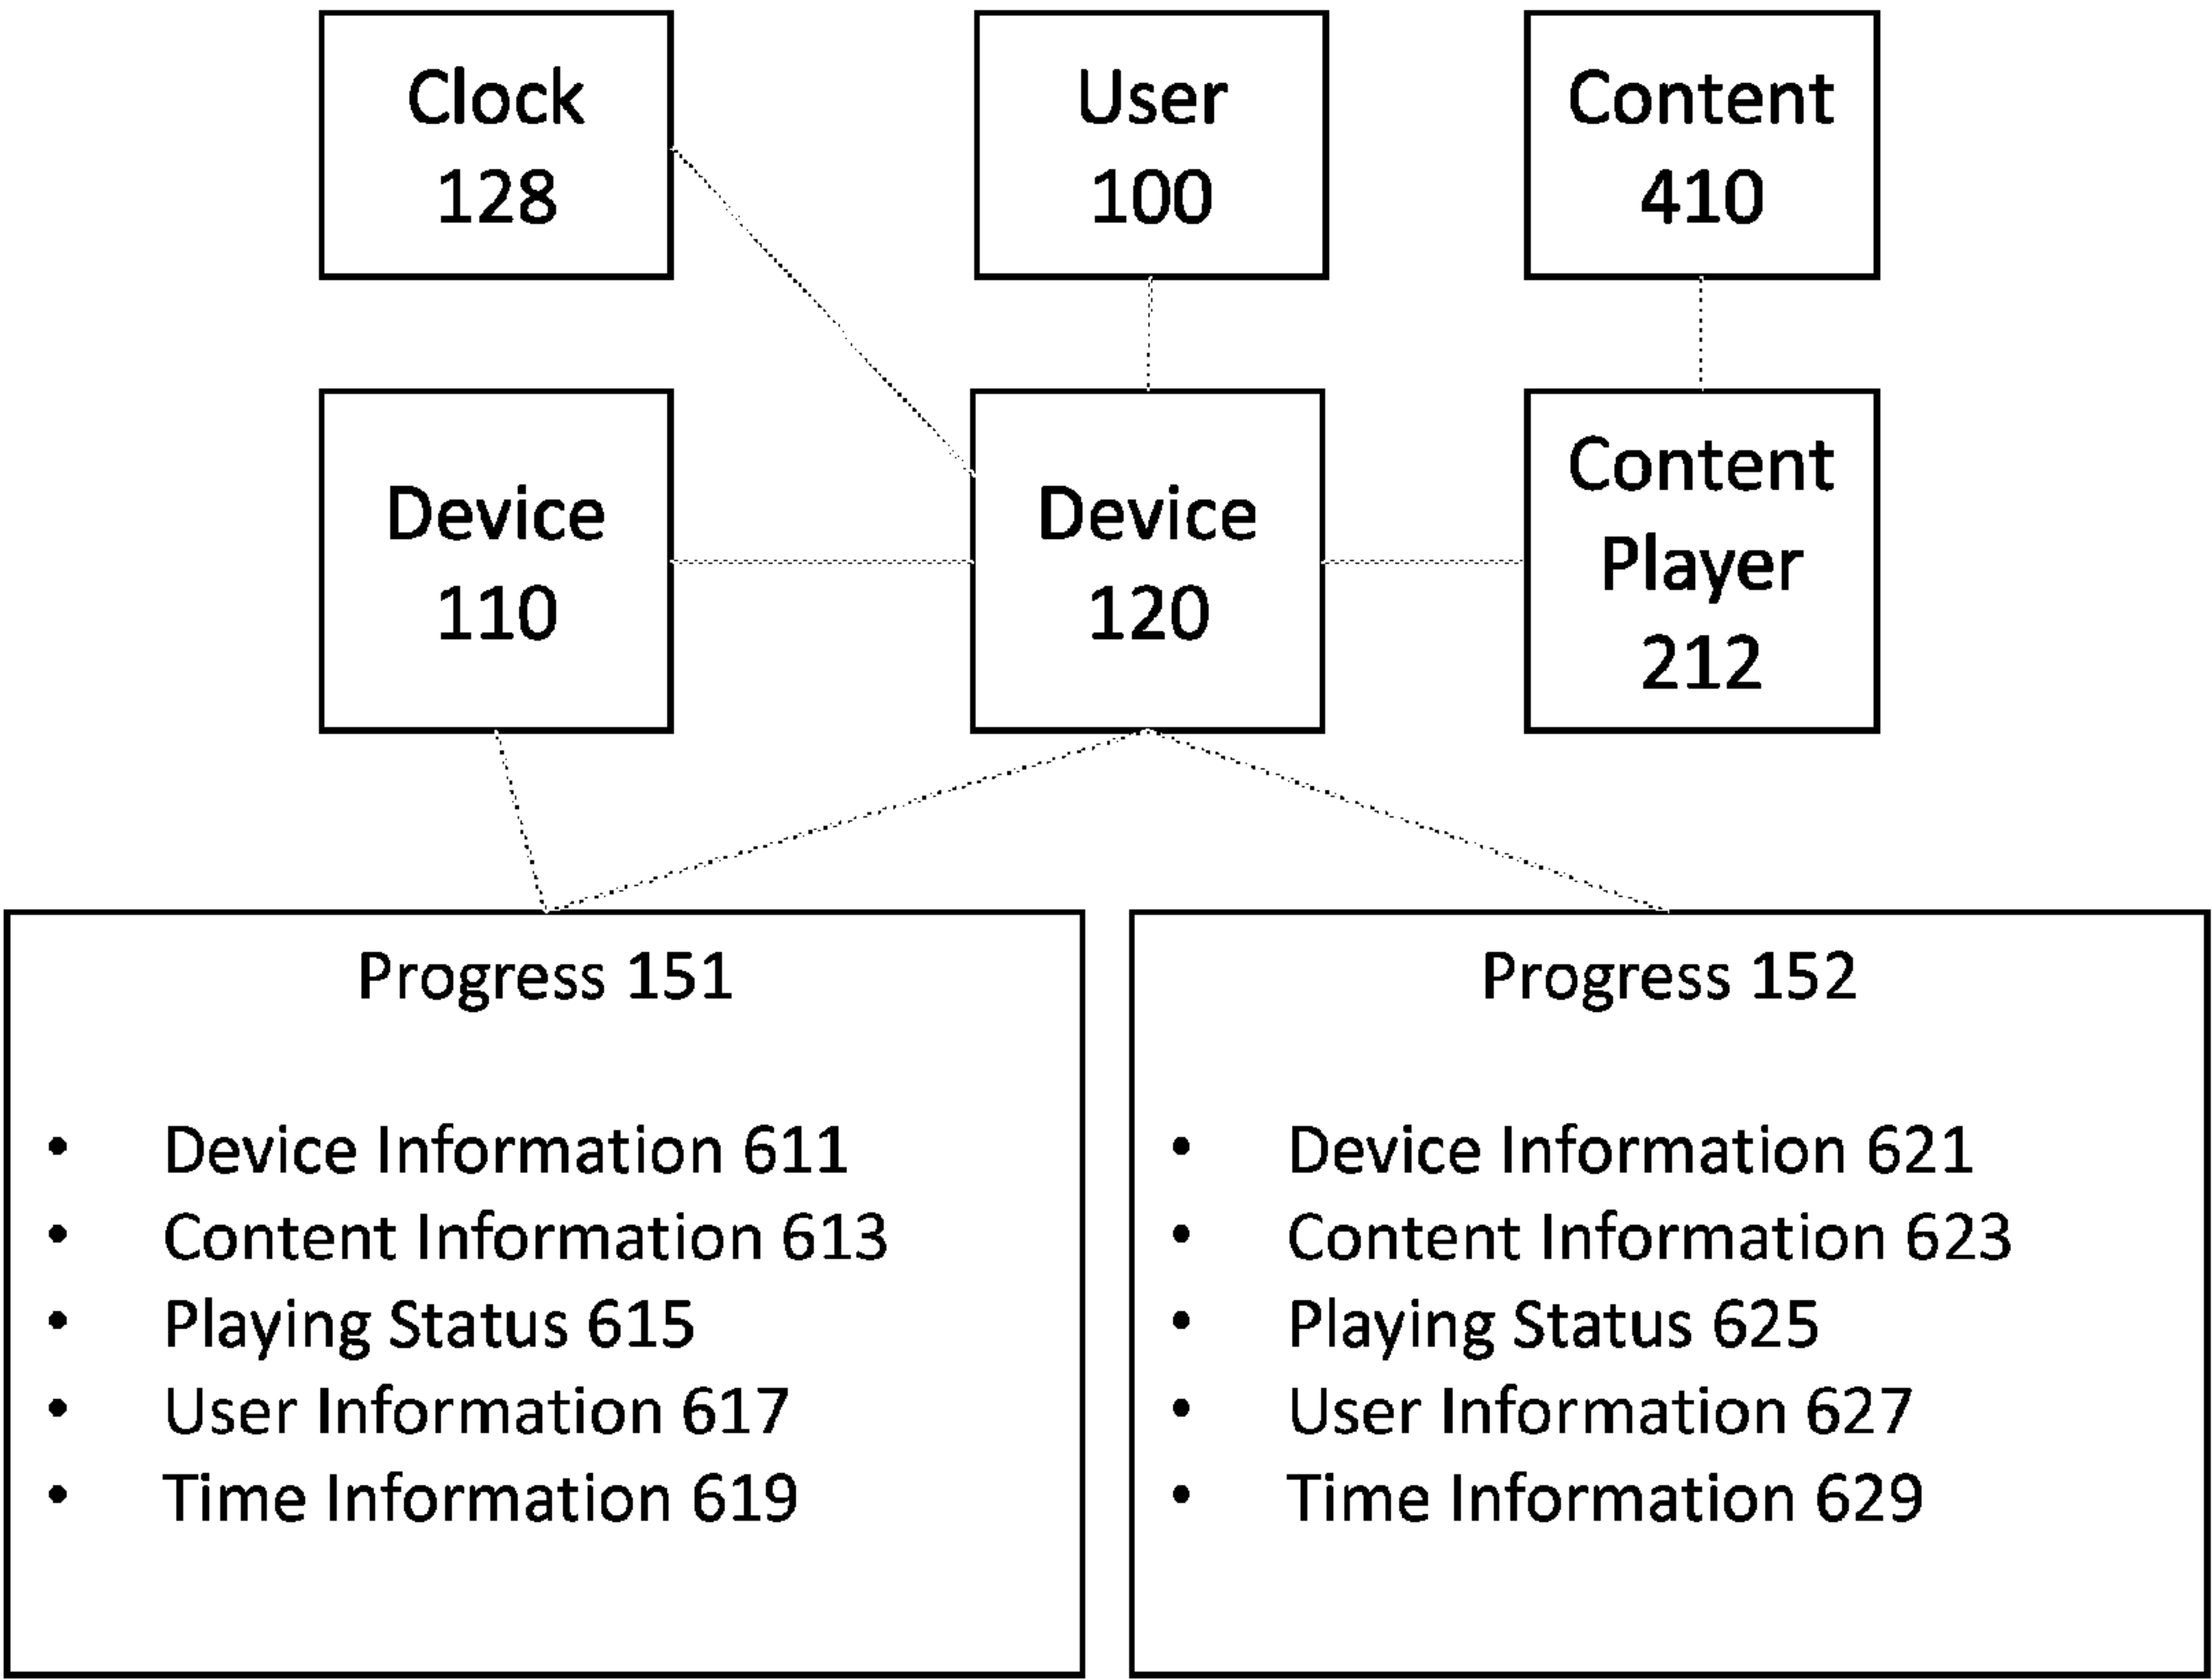 Clock
128
User
100
Content
410
Device
110
Device
120
Content
Player
212
Progress 151
• Device Information 611
• Content Information 613
• Playing Status 615
• User Information 617
• Time Information 619
Progress 152
• Device Information 621
• Content Information 623
• Playing Status 625
• User Information 627
• Time Information 629